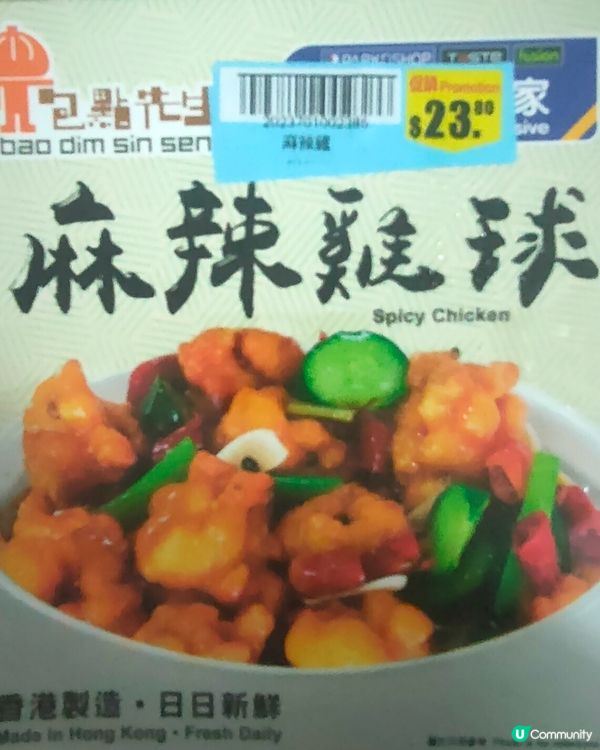 包點先生
bao dim sin sen
PARKnSHOP TASTE fusion
家
sive
麻辣雞
促銷 Promotion
$23.80
麻辣雞球
Spicy Chicken
香港製造・日日新鮮
Made in Hong Kong • Fresh Daily
U Community